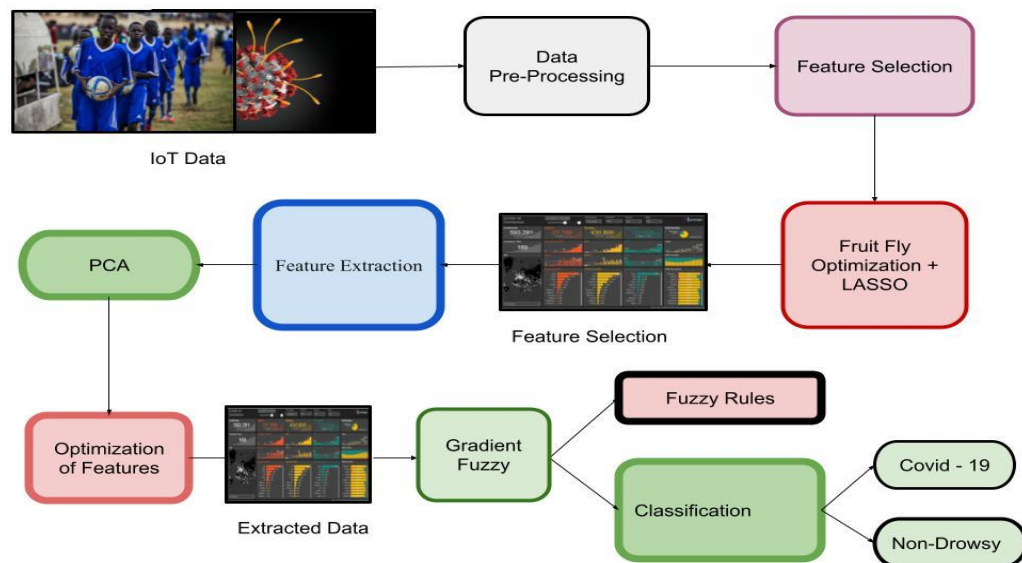 IoT Data
Data
Pre-Processing
Feature Selection
Fruit Fly
Optimization +
LASSO
Feature Selection
Feature Extraction
PCA
Optimization
of Features
Extracted Data
Gradient
Fuzzy
Fuzzy Rules
Classification
Covid - 19
Non-Drowsy